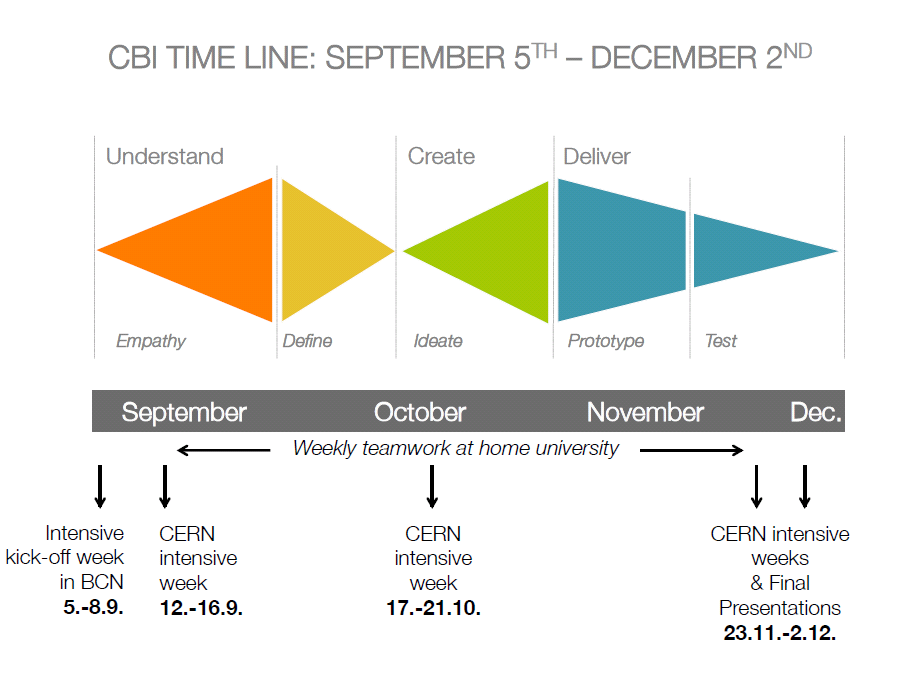 CBI TIME LINE: SEPTEMBER 5TH – DECEMBER 2ND
Understand
Create
Deliver
Empathy
Define
Ideate
Prototype
Test
September
October
November
Dec.
Weekly teamwork at home university
Intensive
kick-off week
in BCN
5.-8.9.
CERN
intensive
week
12.-16.9.
CERN
intensive
week
17.-21.10.
CERN intensive
weeks
& Final
Presentations
23.11.-2.12.